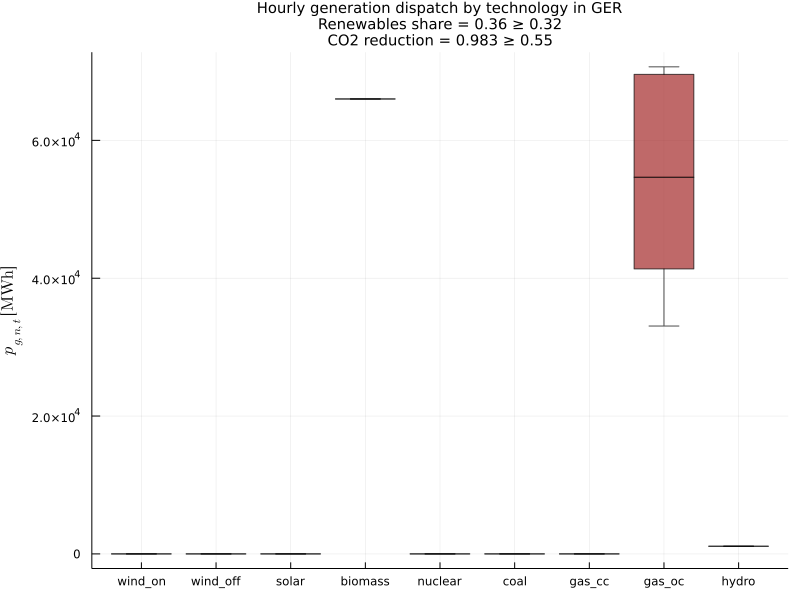 Hourly generation dispatch by technology in GER
Renewables share = 0.36 ≥ 0.32
CO2 reduction = 0.983 ≥ 0.55
p_{g,n,t} [MWh]
6.0×10⁴
4.0×10⁴
2.0×10⁴
0
wind_on wind_off solar biomass nuclear coal gas_cc gas_oc hydro